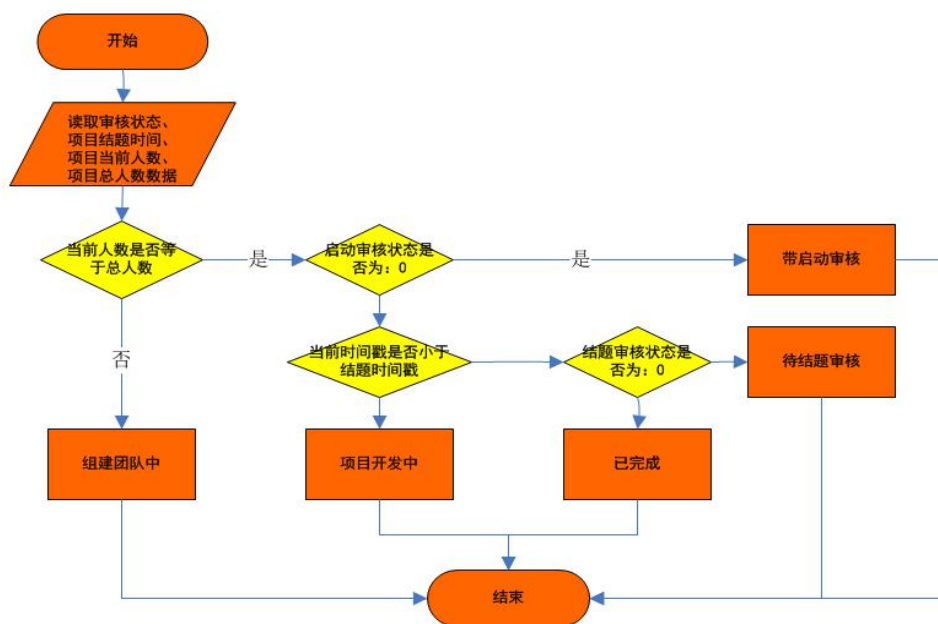 开始
读取审核状态、
项目结题时间、
项目当前人数、
项目总人数数据
当前人数是否等
于总人数
是
启动审核状态是
否为：0
是
带启动审核
否
当前时间戳是否小于
结题时间戳
结题审核状态是
否为：0
待结题审核
组建团队中
项目开发中
已完成
结束